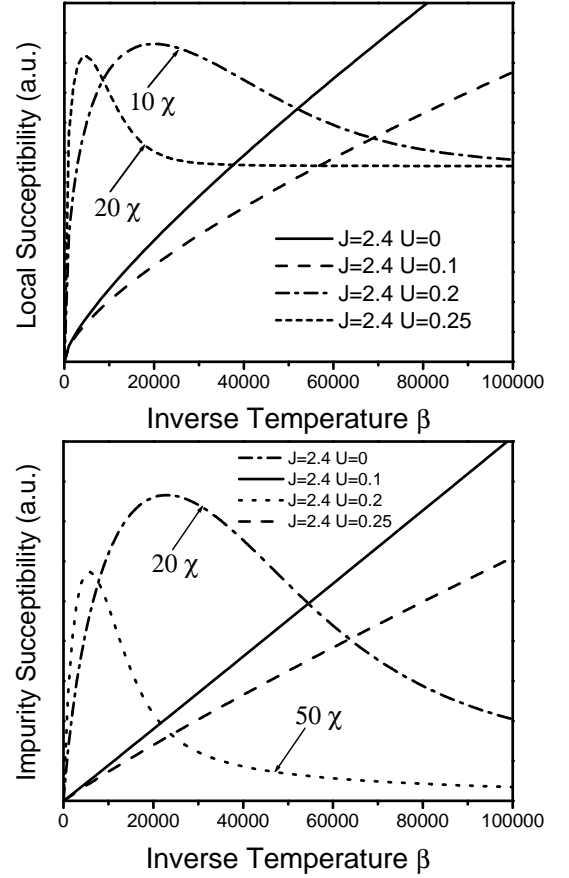 Local Succeptibility (a.u.)
10 χ
20 χ
J=2.4 U=0
J=2.4 U=0.1
J=2.4 U=0.2
J=2.4 U=0.25
0 20000 40000 60000 80000 100000
Inverse Temperature β
Impurity Succeptibility (a.u.)
J=2.4 U=0
J=2.4 U=0.1
J=2.4 U=0.2
J=2.4 U=0.25
20 χ
50 χ
0 20000 40000 60000 80000 100000
Inverse Temperature β